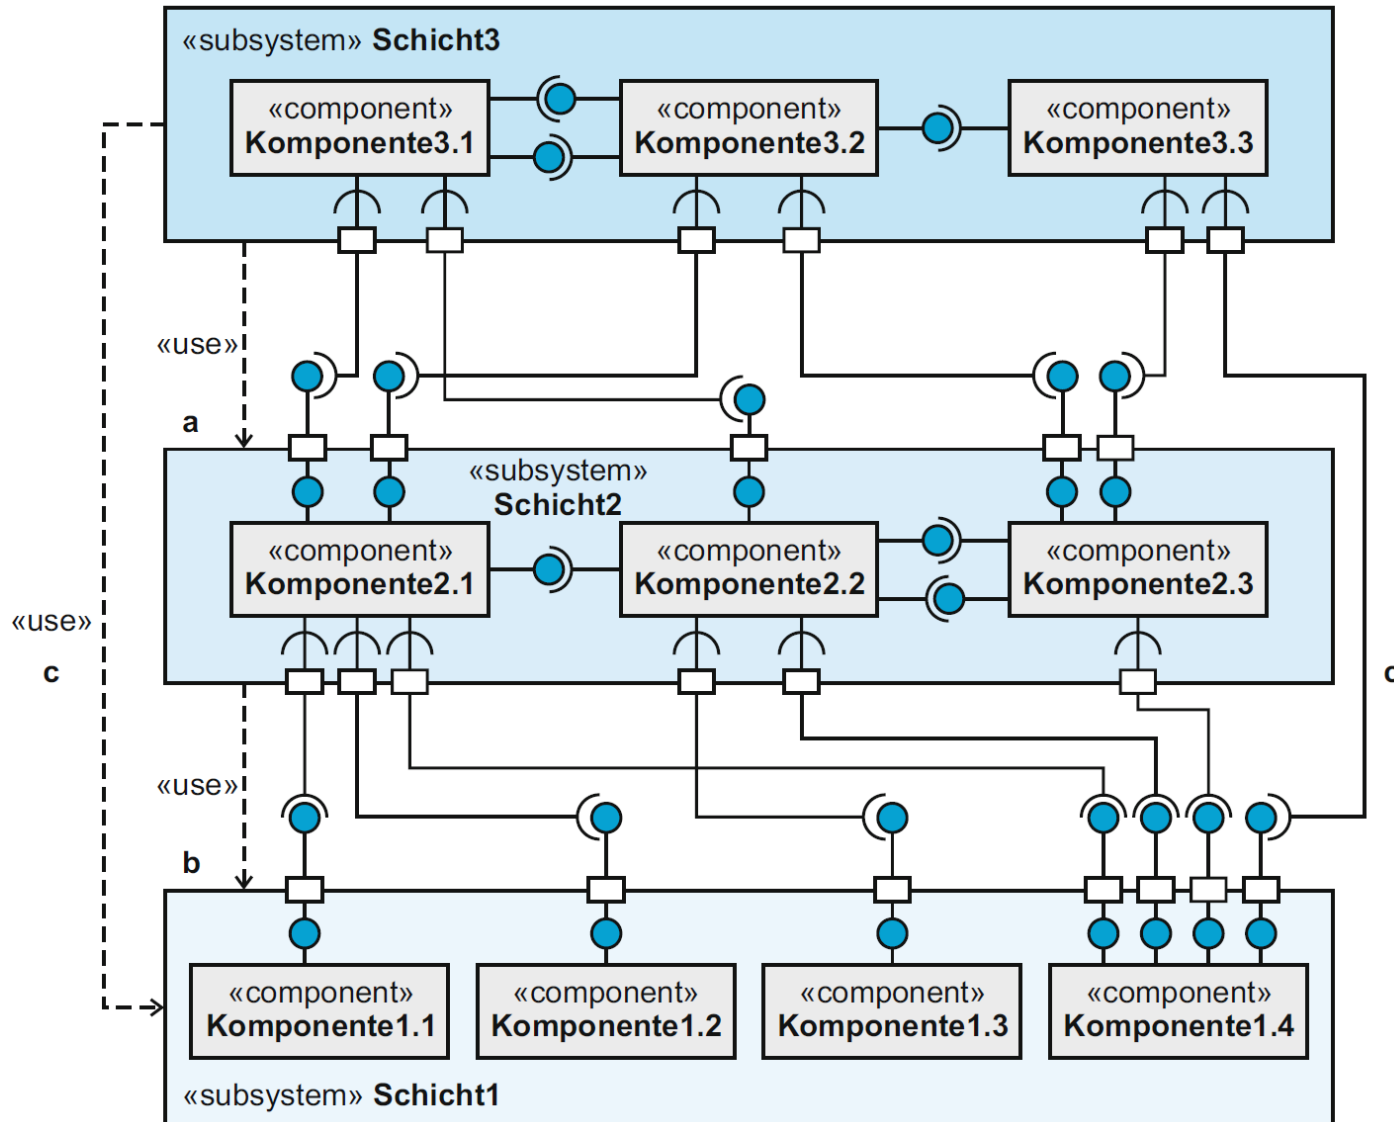 «subsystem» Schicht3
«component»
Komponente3.1
«component»
Komponente3.2
«component»
Komponente3.3
«use»
a
«subsystem»
Schicht2
«component»
Komponente2.1
«component»
Komponente2.2
«component»
Komponente2.3
«use»
c
«use»
b
«component»
Komponente1.1
«component»
Komponente1.2
«component»
Komponente1.3
«component»
Komponente1.4
«subsystem» Schicht1